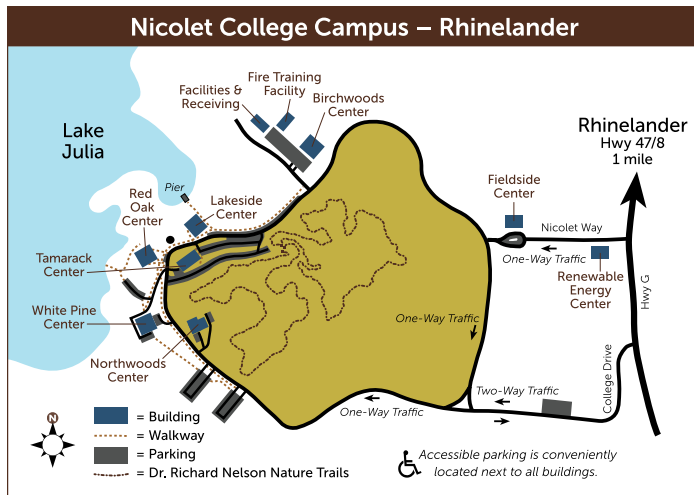 Nicolet College Campus – Rhinelander
Fire Training
Facility
Facilities &
Receiving
Birchwoods
Center
Lake
Julia
Rhinelander
Hwy 47/8
1 mile
Pier
Red
Oak
Center
Lakeside
Center
Fieldside
Center
Nicolet Way
One-Way Traffic
Tamarack
Center
Renewable
Energy
Center
Hwy G
White Pine
Center
One-Way Traffic
Northwoods
Center
College Drive
Two-Way Traffic
One-Way Traffic
N
= Building
= Walkway
= Parking
= Dr. Richard Nelson Nature Trails
Accessible parking is conveniently
located next to all buildings.